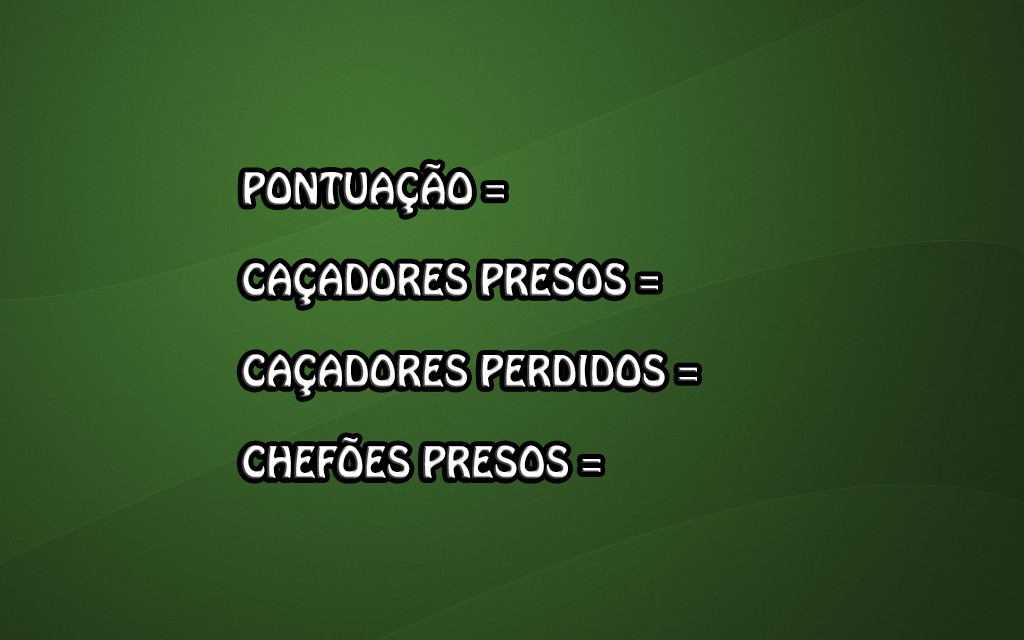 PONTUAÇÃO =
CAÇADORES PRESOS =
CAÇADORES PERDIDOS =
CHEFÕES PRESOS =